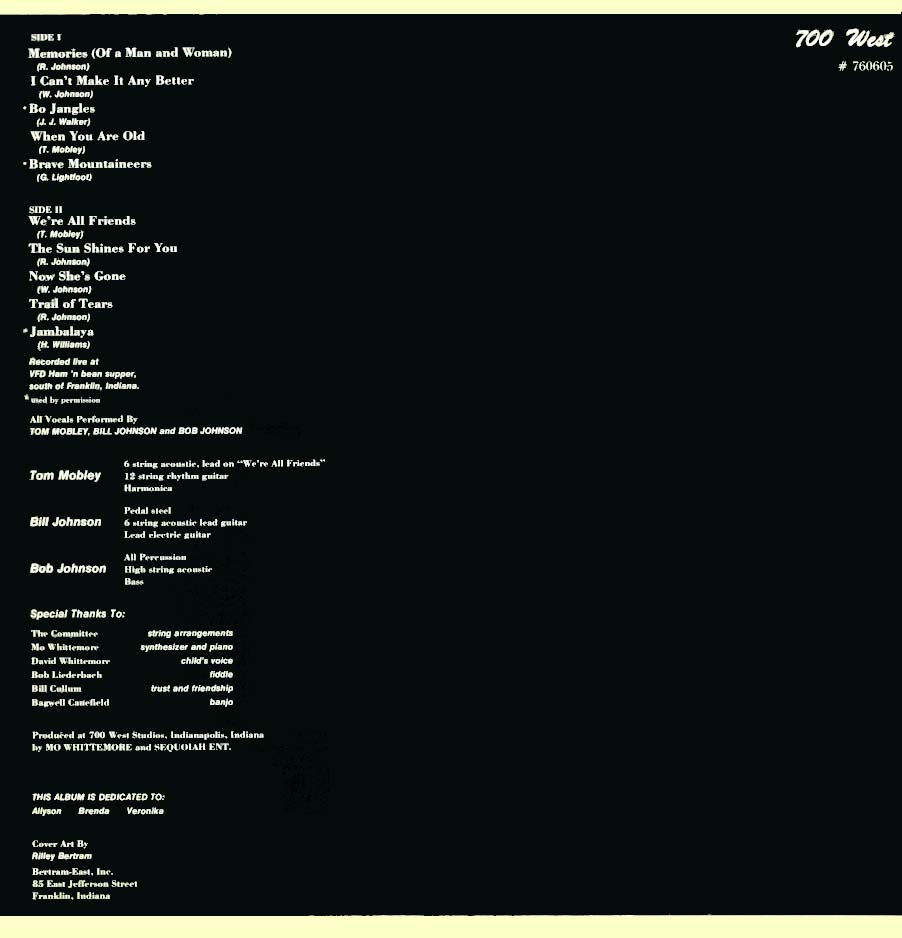 700 West
# 760605
SIDE I
Memories (Of a Man and Woman)
(R. Johnson)
I Can't Make It Any Better
(W. Johnson)
* Bo Jangles
(J. J. Walker)
When You Are Old
(T. Mobley)
* Brave Mountaineers
(G. Lightfoot)
SIDE II
We're All Friends
(T. Mobley)
The Sun Shines For You
(R. Johnson)
Now She's Gone
(W. Johnson)
Trail of Tears
(R. Johnson)
* Jambalaya
(H. Williams)
Recorded live at
VFD Ham 'n bean supper,
south of Franklin, Indiana.
* used by permission
All Vocals Performed By
TOM MOBLEY, BILL JOHNSON and BOB JOHNSON
Tom Mobley
6 string acoustic, lead on "We're All Friends"
12 string rhythm guitar
Harmonica
Bill Johnson
Pedal steel
6 string acoustic lead guitar
Lead electric guitar
Bob Johnson
All Percussion
High string acoustic
Bass
Special Thanks To:
The Committee string arrangements
Mo Whittemore synthesizer and piano
David Whittemore child's voice
Bob Liederbach fiddle
Bill Cullum trust and friendship
Bagwell banjo
Produced at 700 West Studios, Indianapolis, Indiana
by MO WHITTEMORE and SEQUOIAH ENT.
THIS ALBUM IS DEDICATED TO:
Allyson Brenda Veronika
Cover Art By
Rilley Bertram
Bertram-East, Inc.
85 East Jefferson Street
Franklin, Indiana